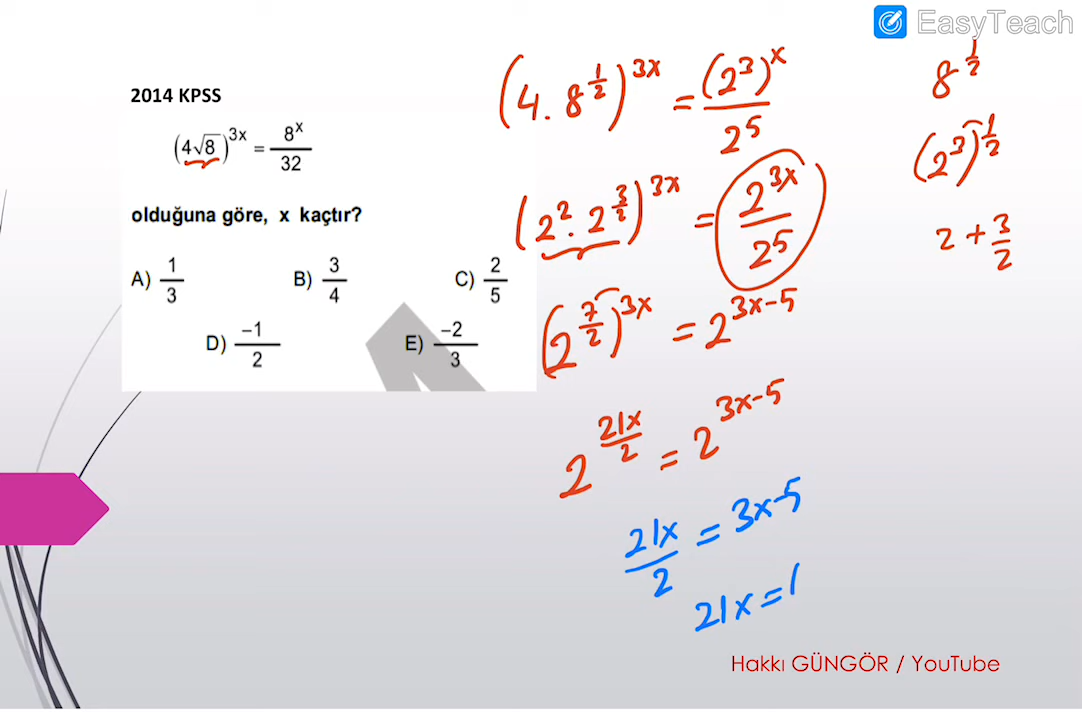 EasyTeach
2014 KPSS
(4√8)^3x = 8^x/32
olduğuna göre, x kaçtır?
A) 1/3 B) 3/4 C) 2/5
D) −1/2 E) −2/3
(4.8^1/2)^3x = (2^3)^x/2^5
(2^2.2^3/2)^3x = 2^3x/2^5
(2^7/2)^3x = 2^3x-5
2^21x/2 = 2^3x-5
21x/2 = 3x-5
21x = 1
8^1/2
(2^3)^1/2
2+3/2
Hakkı GÜNGÖR / YouTube